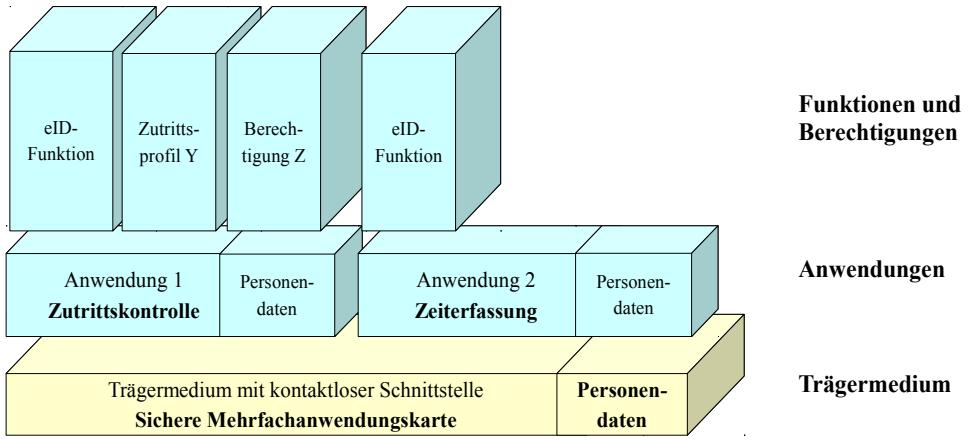 eID-
Funktion
Zutritts-
profil Y
Berech-
tigung Z
eID-
Funktion
Funktionen und
Berechtigungen
Anwendung 1
Zutrittskontrolle
Personen-
daten
Anwendung 2
Zeiterfassung
Personen-
daten
Anwendungen
Trägermedium mit kontaktloser Schnittstelle
Sichere Mehrfachanwendungskarte
Personen-
daten
Trägermedium